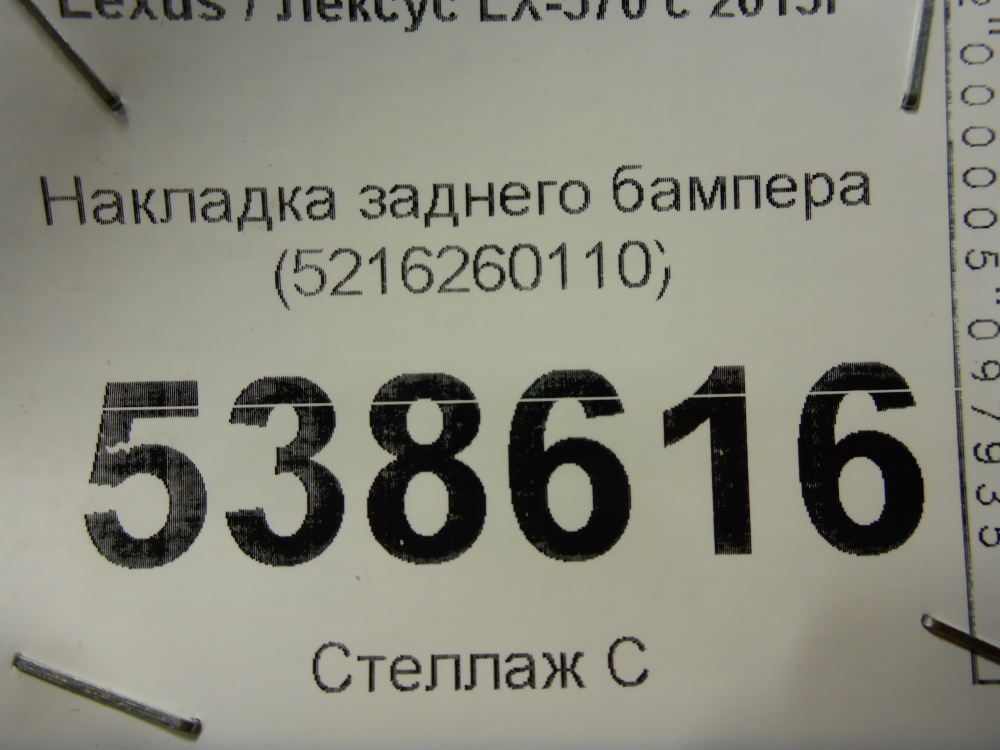 Lexus / Лексус LX-570 с 2015г
Накладка заднего бампера
(5216260110)
538616
Стеллаж С